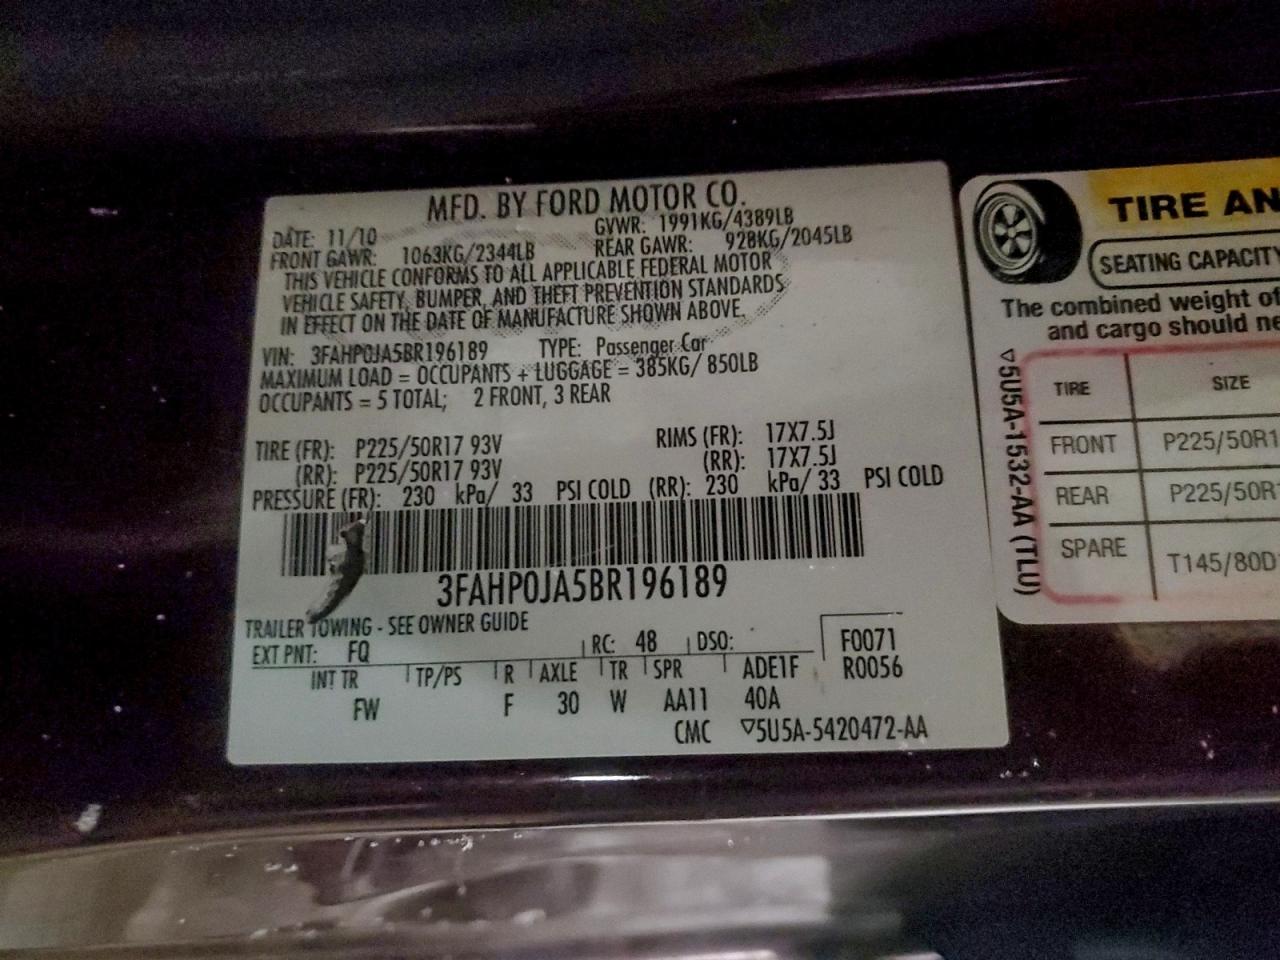 MFD. BY FORD MOTOR CO.
DATE: 11/10 GVWR: 1991KG/4389LB
FRONT GAWR: 1063KG/2344LB REAR GAWR: 928KG/2045LB
THIS VEHICLE CONFORMS TO ALL APPLICABLE FEDERAL MOTOR
VEHICLE SAFETY, BUMPER, AND THEFT PREVENTION STANDARDS
IN EFFECT ON THE DATE OF MANUFACTURE SHOWN ABOVE.
VIN: 3FAHP0JA5BR196189 TYPE: Passenger Car
MAXIMUM LOAD = OCCUPANTS + LUGGAGE = 385KG/ 850LB
OCCUPANTS = 5 TOTAL; 2 FRONT, 3 REAR
TIRE (FR): P225/50R17 93V RIMS (FR): 17X7.5J
(RR): P225/50R17 93V (RR): 17X7.5J
PRESSURE (FR): 230 kPa/ 33 PSI COLD (RR): 230 kPa/ 33 PSI COLD
3FAHP0JA5BR196189
TRAILER TOWING - SEE OWNER GUIDE
EXT PNT: FQ RC: 48 DSO: F0071
INT TR TP/PS R AXLE TR SPR ADE1F R0056
FW F 30 W AA11 40A
CMC ▽5U5A-5420472-AA
TIRE AN
SEATING CAPACITY
The combined weight of
and cargo should ne
▽5U5A-1532-AA (TLU)
TIRE SIZE
FRONT P225/50R1
REAR P225/50R
SPARE T145/80D